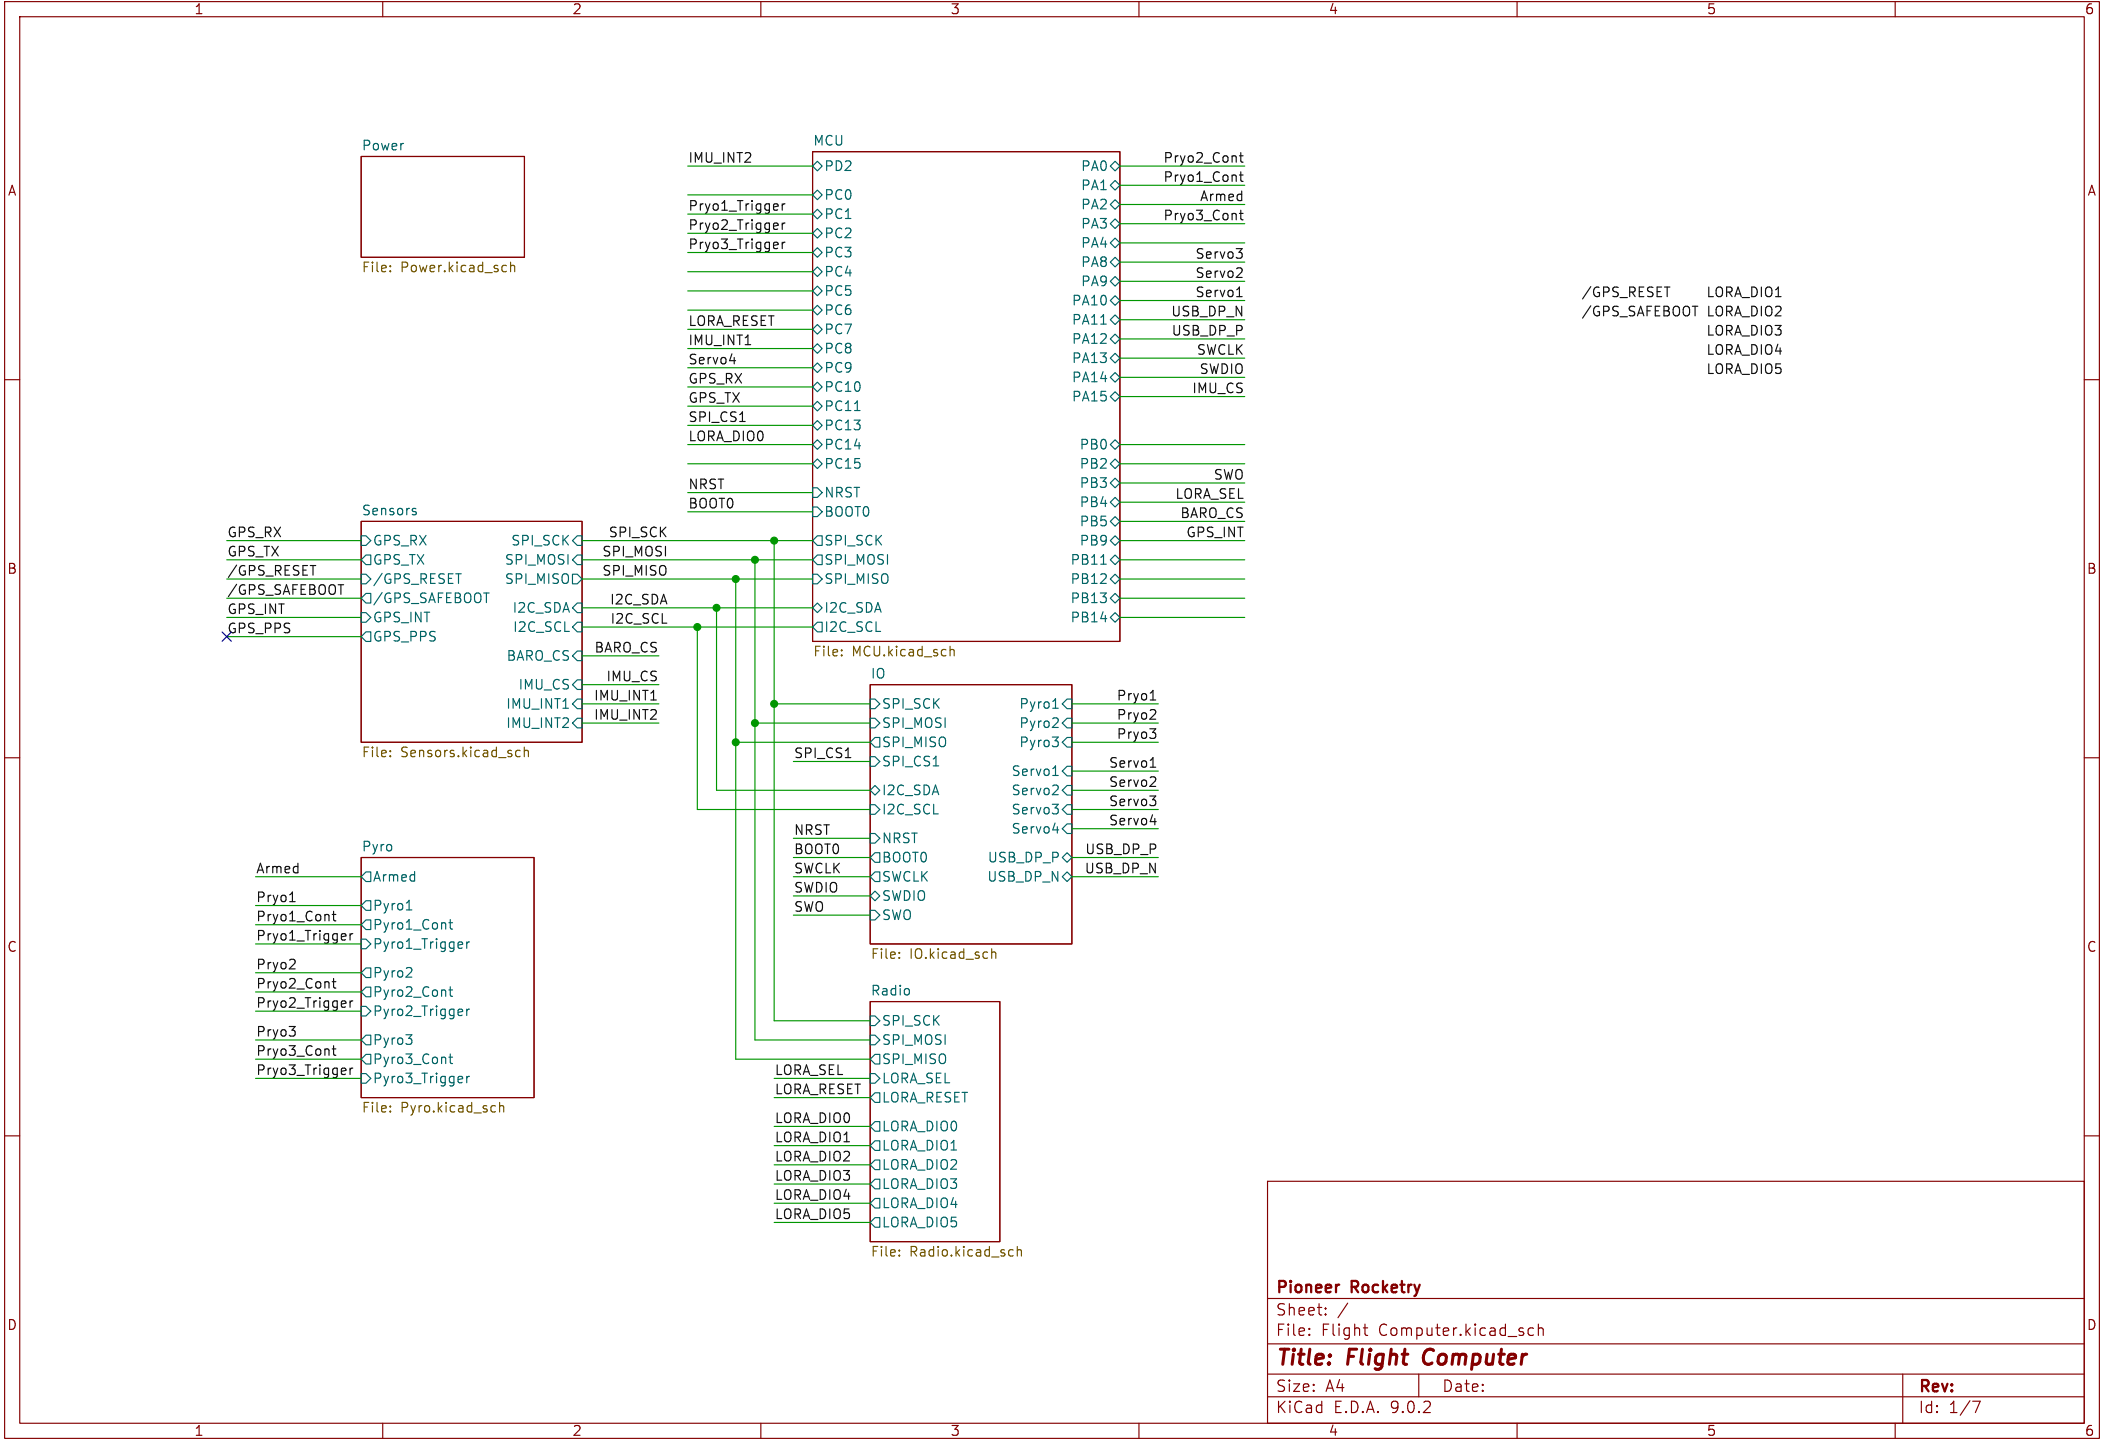 1 2 3 4 5 6
A
B
C
D
Power
File: Power.kicad_sch
MCU
IMU_INT2
PD2
PC0
Pryo1_Trigger
PC1
Pryo2_Trigger
PC2
Pryo3_Trigger
PC3
PC4
PC5
PC6
LORA_RESET
PC7
IMU_INT1
PC8
Servo4
PC9
GPS_RX
PC10
GPS_TX
PC11
SPI_CS1
PC13
LORA_DIO0
PC14
PC15
NRST
NRST
BOOT0
BOOT0
SPI_SCK
SPI_MOSI
SPI_MISO
I2C_SDA
I2C_SCL
Pryo2_Cont
PA0
Pryo1_Cont
PA1
Armed
PA2
Pryo3_Cont
PA3
PA4
Servo3
PA8
Servo2
PA9
Servo1
PA10
USB_DP_N
PA11
USB_DP_P
PA12
SWCLK
PA13
SWDIO
PA14
IMU_CS
PA15
PB0
PB2
SWO
PB3
LORA_SEL
PB4
BARO_CS
PB5
GPS_INT
PB9
PB11
PB12
PB13
PB14
File: MCU.kicad_sch
/GPS_RESET LORA_DIO1
/GPS_SAFEBOOT LORA_DIO2
LORA_DIO3
LORA_DIO4
LORA_DIO5
Sensors
GPS_RX
GPS_RX
GPS_TX
GPS_TX
/GPS_RESET
/GPS_RESET
/GPS_SAFEBOOT
/GPS_SAFEBOOT
GPS_INT
GPS_INT
GPS_PPS
GPS_PPS
SPI_SCK
SPI_SCK
SPI_MOSI
SPI_MOSI
SPI_MISO
SPI_MISO
I2C_SDA
I2C_SDA
I2C_SCL
I2C_SCL
BARO_CS
BARO_CS
IMU_CS
IMU_CS
IMU_INT1
IMU_INT1
IMU_INT2
IMU_INT2
File: Sensors.kicad_sch
IO
SPI_SCK
SPI_MOSI
SPI_MISO
SPI_CS1
SPI_CS1
I2C_SDA
I2C_SCL
NRST
NRST
BOOT0
BOOT0
SWCLK
SWCLK
SWDIO
SWDIO
SWO
SWO
Pryo1
Pyro1
Pryo2
Pyro2
Pryo3
Pyro3
Servo1
Servo1
Servo2
Servo2
Servo3
Servo3
Servo4
Servo4
USB_DP_P
USB_DP_P
USB_DP_N
USB_DP_N
File: IO.kicad_sch
Pyro
Armed
Armed
Pryo1
Pyro1
Pryo1_Cont
Pyro1_Cont
Pryo1_Trigger
Pyro1_Trigger
Pryo2
Pyro2
Pryo2_Cont
Pyro2_Cont
Pryo2_Trigger
Pyro2_Trigger
Pryo3
Pyro3
Pryo3_Cont
Pyro3_Cont
Pryo3_Trigger
Pyro3_Trigger
File: Pyro.kicad_sch
Radio
SPI_SCK
SPI_MOSI
SPI_MISO
LORA_SEL
LORA_SEL
LORA_RESET
LORA_RESET
LORA_DIO0
LORA_DIO0
LORA_DIO1
LORA_DIO1
LORA_DIO2
LORA_DIO2
LORA_DIO3
LORA_DIO3
LORA_DIO4
LORA_DIO4
LORA_DIO5
LORA_DIO5
File: Radio.kicad_sch
Pioneer Rocketry
Sheet: /
File: Flight Computer.kicad_sch
Title: Flight Computer
Size: A4 Date: Rev:
KiCad E.D.A. 9.0.2 Id: 1/7
A
B
C
D
1 2 3 4 5 6